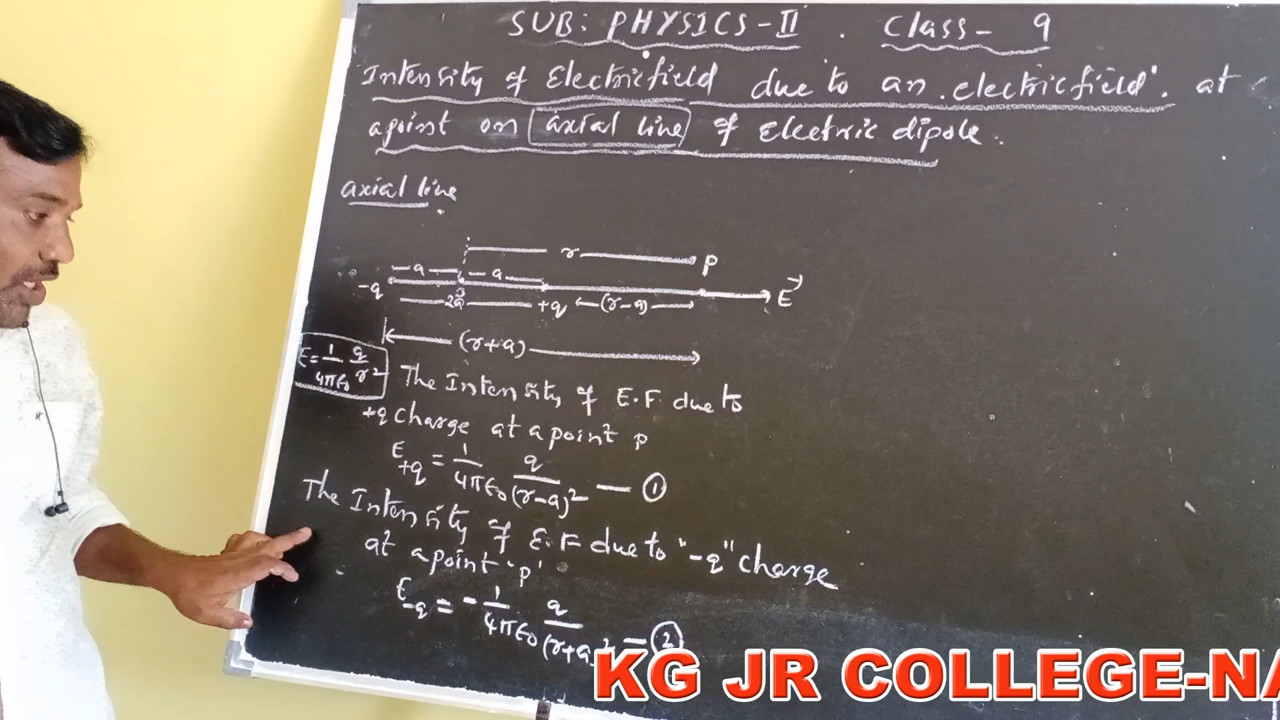 SUB: PHYSICS-II . Class- 9
Intensity of Electricfield due to an electricfield. at
a point on axial line of Electric dipole.
axial line
r P
a a
-q 2a +q (r-a) E→
(r+a)
E=1/4πϵ₀ q/r²
The Intensity of E.F. due to
+q charge at a point p
E+q = 1/4πϵ₀ q/(r-a)² — ①
The Intensity of E.F due to "-q" charge
at a point 'p'
E-q = - 1/4πϵ₀ q/(r+a)² — ②
KG JR COLLEGE-NA